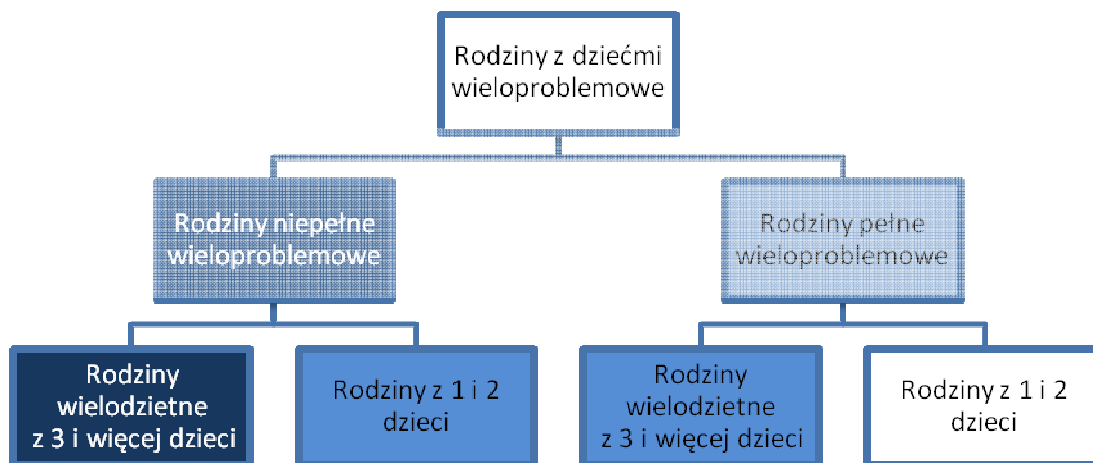 Rodziny z dziećmi
wieloproblemowe
Rodziny niepełne
wieloproblemowe
Rodziny pełne
wieloproblemowe
Rodziny
wielodzietne
z 3 i więcej dzieci
Rodziny z 1 i 2
dzieci
Rodziny
wielodzietne
z 3 i więcej dzieci
Rodziny z 1 i 2
dzieci